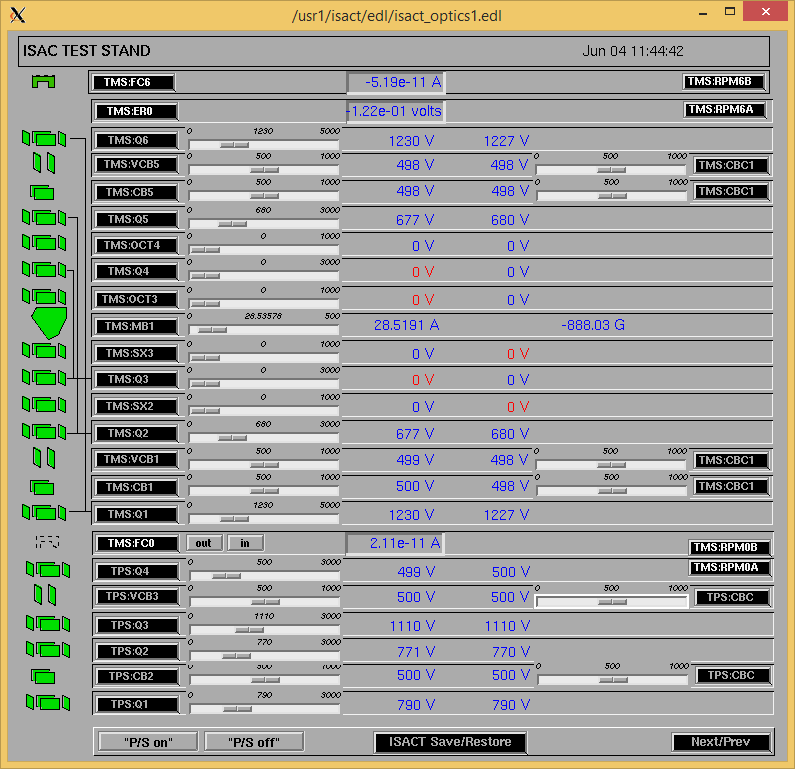 /usr1/isact/edl/isact_optics1.edl
ISAC TEST STAND Jun 04 11:44:42
TMS:FC6 -5.19e-11 A TMS:RPM6B
TMS:ER0 -1.22e-01 volts TMS:RPM6A
TMS:Q6 0 1230 5000 1230 V 1227 V
TMS:VCB5 0 500 1000 498 V 498 V 0 500 1000 TMS:CBC1
TMS:CB5 0 500 1000 498 V 498 V 0 500 1000 TMS:CBC1
TMS:Q5 0 680 3000 677 V 680 V
TMS:OCT4 0 0 1000 0 V 0 V
TMS:Q4 0 0 3000 0 V 0 V
TMS:OCT3 0 0 1000 0 V 0 V
TMS:MB1 0 28.53578 500 28.5191 A -888.03 G
TMS:SX3 0 0 1000 0 V 0 V
TMS:Q3 0 0 3000 0 V 0 V
TMS:SX2 0 0 1000 0 V 0 V
TMS:Q2 0 680 3000 677 V 680 V
TMS:VCB1 0 500 1000 499 V 498 V 0 500 1000 TMS:CBC1
TMS:CB1 0 500 1000 500 V 498 V 0 500 1000 TMS:CBC1
TMS:Q1 0 1230 5000 1230 V 1227 V
TMS:FC0 out in 2.11e-11 A TMS:RPM0B
TPS:Q4 0 500 3000 499 V 500 V TMS:RPM0A
TPS:VCB3 0 500 1000 500 V 500 V 0 500 1000 TPS:CBC
TPS:Q3 0 1110 3000 1110 V 1110 V
TPS:Q2 0 770 3000 771 V 770 V
TPS:CB2 0 500 1000 500 V 500 V 0 500 1000 TPS:CBC
TPS:Q1 0 790 3000 790 V 790 V
"P/S on" "P/S off" ISACT Save/Restore Next/Prev